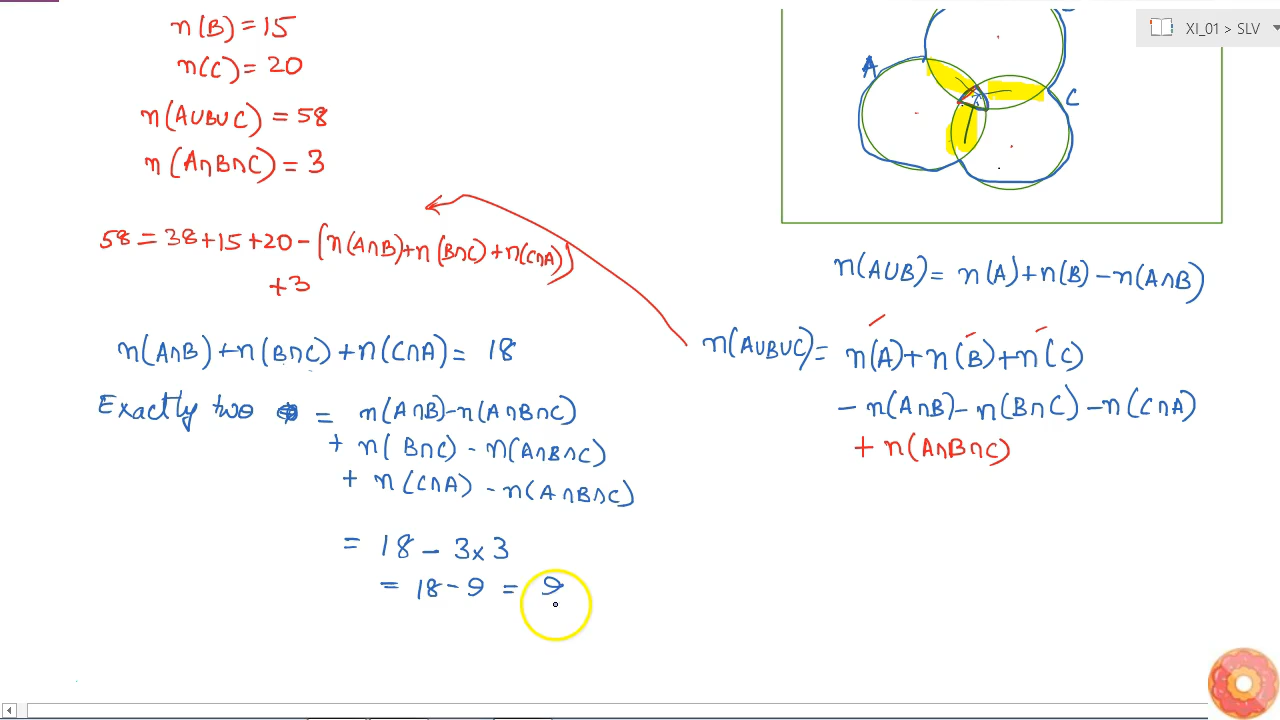 n(B) = 15
n(C) = 20
n(A∪B∪C) = 58
n(A∩B∩C) = 3
58 = 38+15+20 - (n(A∩B)+n(B∩C)+n(C∩A))
+3
n(A∩B)+n(B∩C)+n(C∩A) = 18
Exactly two = n(A∩B)-n(A∩B∩C)
+ n(B∩C) - n(A∩B∩C)
+ n(C∩A) - n(A∩B∩C)
= 18 - 3×3
= 18 - 9 = 9
XI_01 > SLV
A
C
3
n(A∪B) = n(A)+n(B)-n(A∩B)
n(A∪B∪C) = n(A)+n(B)+n(C)
- n(A∩B) - n(B∩C) - n(C∩A)
+ n(A∩B∩C)